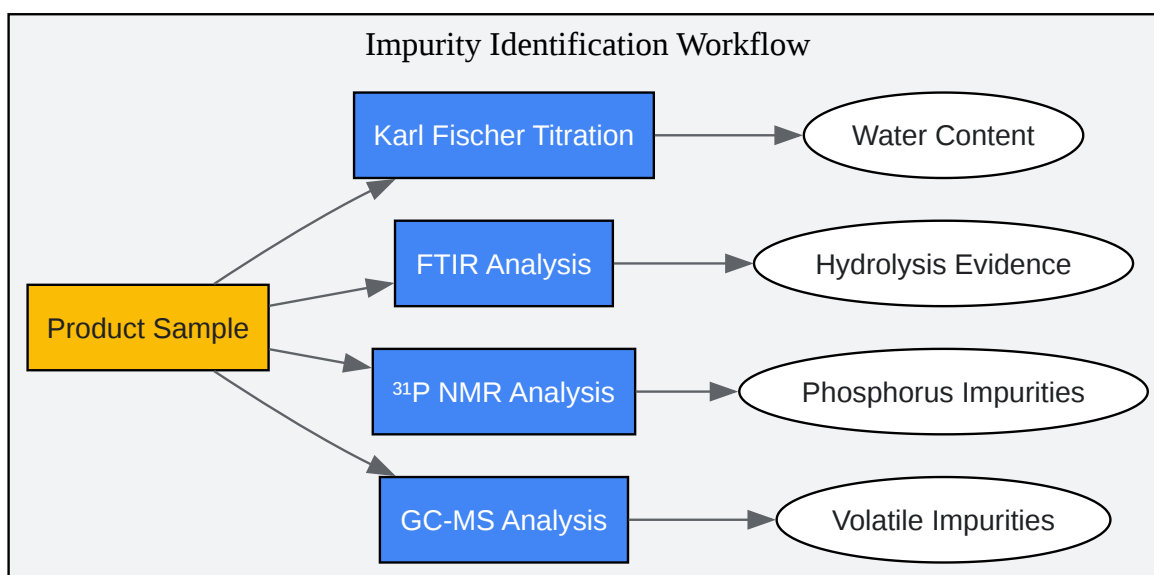 Impurity Identification Workflow
Karl Fischer Titration
Water Content
FTIR Analysis
Hydrolysis Evidence
Product Sample
³¹P NMR Analysis
Phosphorus Impurities
GC-MS Analysis
Volatile Impurities